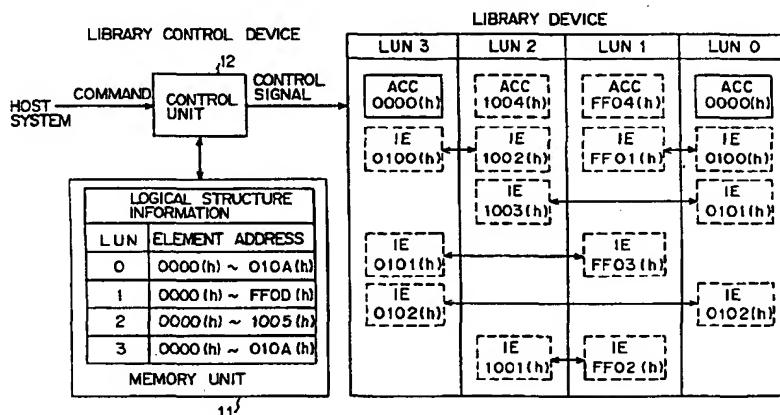 LIBRARY CONTROL DEVICE
12
HOST SYSTEM
COMMAND
CONTROL UNIT
CONTROL SIGNAL
LOGICAL STRUCTURE INFORMATION
LUN ELEMENT ADDRESS
0 0000(h) ~ 010A(h)
1 0000(h) ~ FF0D(h)
2 0000(h) ~ 1005(h)
3 0000(h) ~ 010A(h)
MEMORY UNIT
11
LIBRARY DEVICE
LUN 3 LUN 2 LUN 1 LUN 0
ACC 0000(h) ACC 1004(h) ACC FF04(h) ACC 0000(h)
IE 0100(h) IE 1002(h) IE FF01(h) IE 0100(h)
IE 1003(h) IE 0101(h)
IE 0101(h) IE FF03(h)
IE 0102(h) IE 0102(h)
IE 1001(h) IE FF02(h)